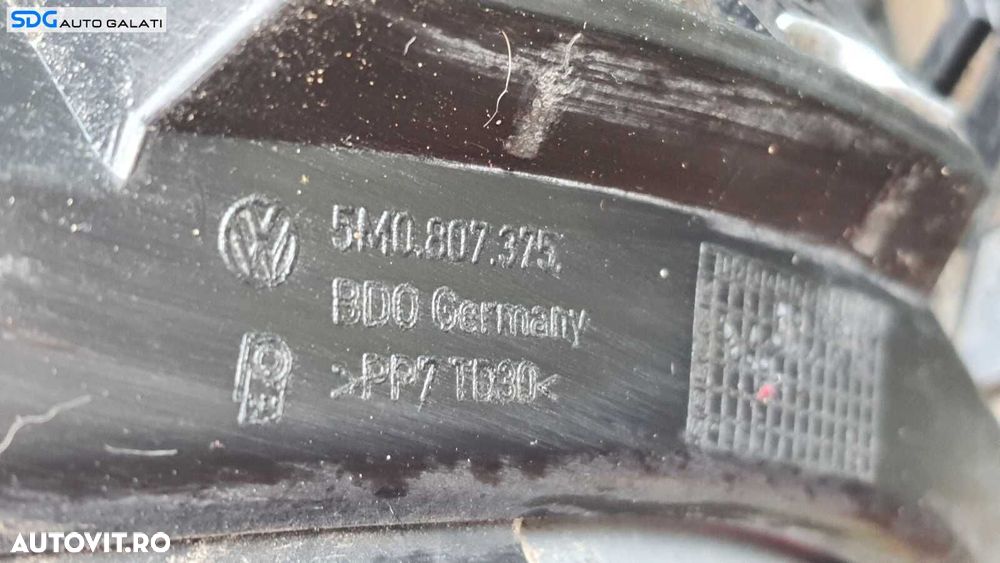 SDG AUTO GALATI
5M0.807.375.
BDO Germany
>PP7 TD30<
AUTOVIT.RO